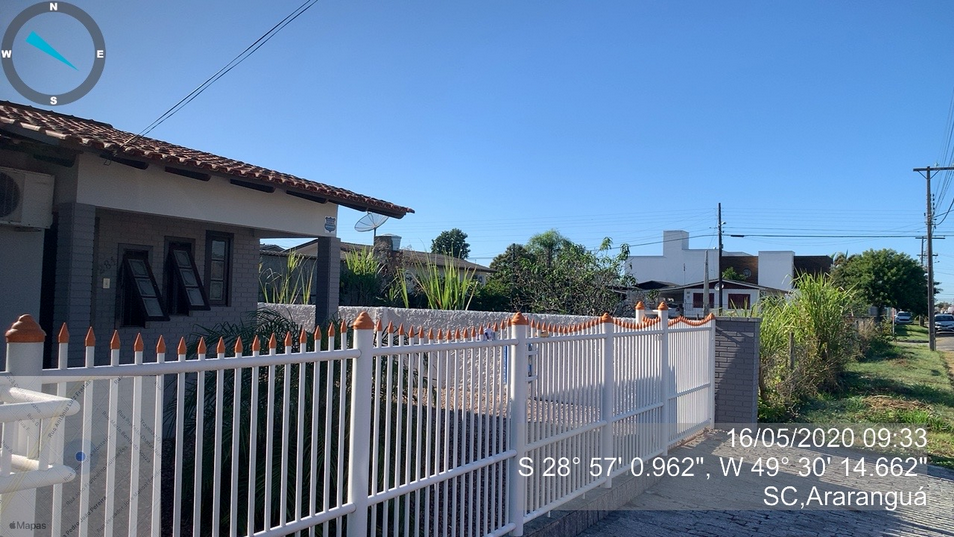 N
W E
S
16/05/2020 09:33
S 28° 57' 0.962", W 49° 30' 14.662"
SC,Araranguá
Mapas